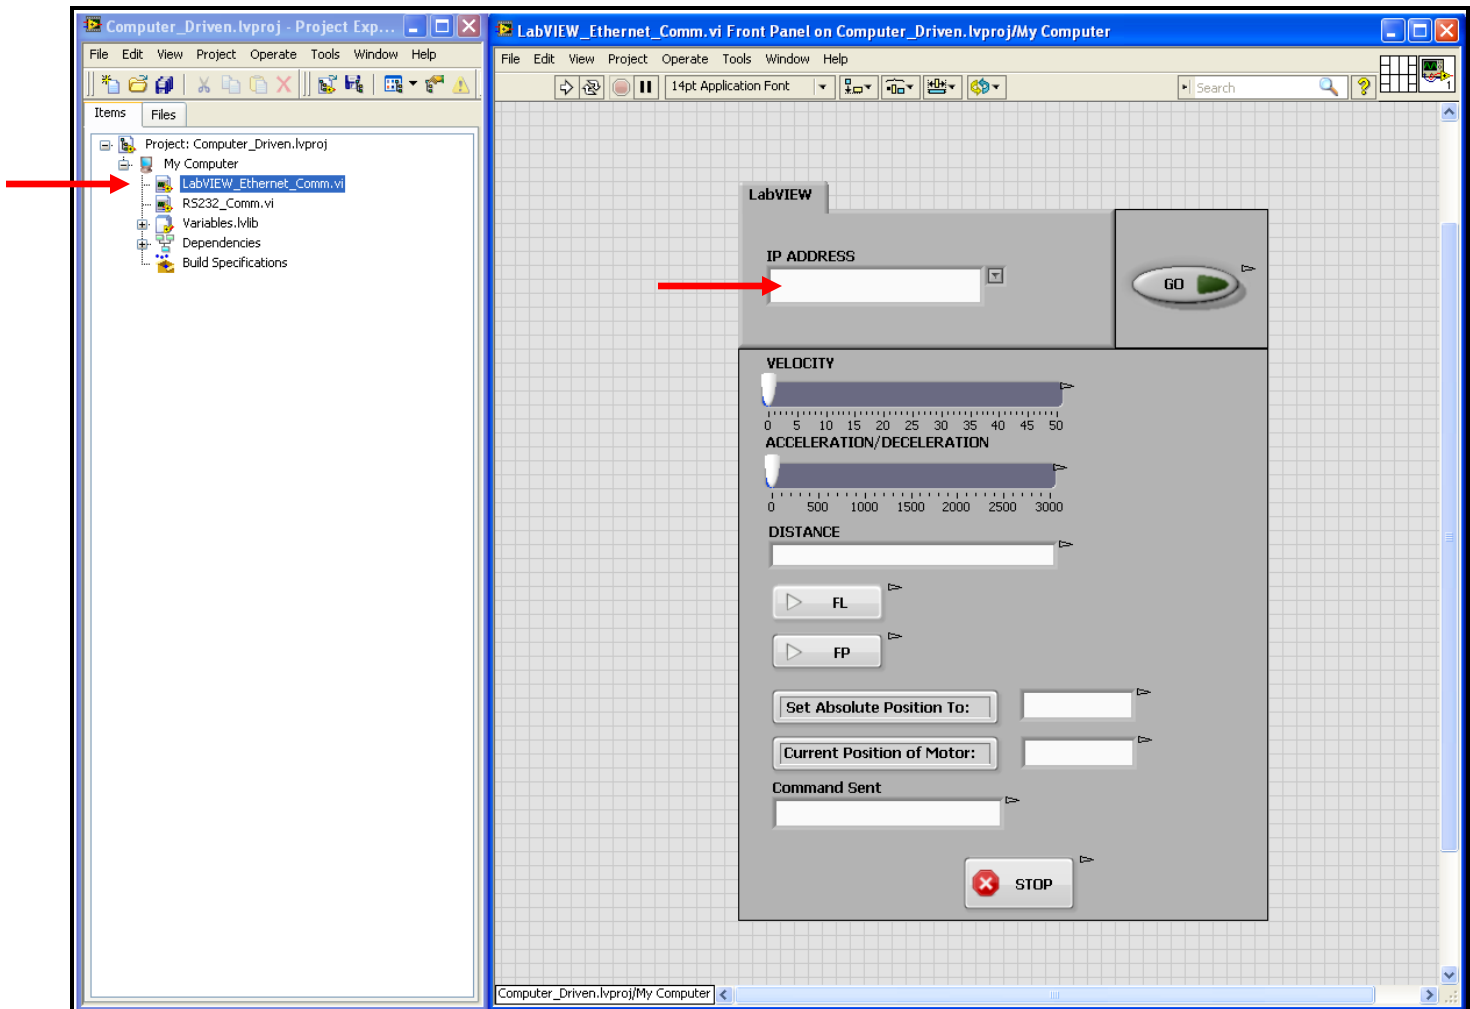 Computer_Driven.lvproj - Project Exp...
File Edit View Project Operate Tools Window Help
Items Files
Project: Computer_Driven.lvproj
My Computer
LabVIEW_Ethernet_Comm.vi
RS232_Comm.vi
Variables.lvlib
Dependencies
Build Specifications
LabVIEW_Ethernet_Comm.vi Front Panel on Computer_Driven.lvproj/My Computer
File Edit View Project Operate Tools Window Help
14pt Application Font
Search
1
LabVIEW
IP ADDRESS
GO
VELOCITY
0 5 10 15 20 25 30 35 40 45 50
ACCELERATION/DECELERATION
0 500 1000 1500 2000 2500 3000
DISTANCE
FL
FP
Set Absolute Position To:
Current Position of Motor:
Command Sent
STOP
Computer_Driven.lvproj/My Computer